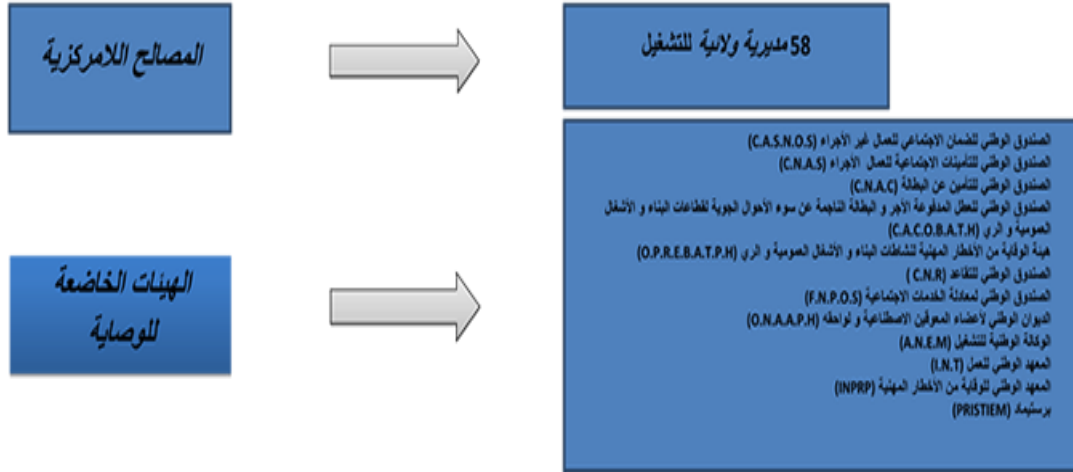 المصالح اللامركزية
58 مديرية ولائية للتشغيل
الهيئات الخاضعة
للوصاية
الصندوق الوطني للضمان الاجتماعي للعمال غير الأجراء (C.A.S.N.O.S)
الصندوق الوطني للتأمينات الاجتماعية للعمال الأجراء (C.N.A.S)
الصندوق الوطني للتأمين عن البطالة (C.N.A.C)
الصندوق الوطني للعطل المدفوعة الأجر و البطالة الناجمة عن سوء الأحوال الجوية لقطاعات البناء و الأشغال
العمومية و الري (C.A.C.O.B.A.T.H)
هيئة الوقاية من الأخطار المهنية لنشاطات البناء و الأشغال العمومية و الري (O.P.R.E.B.A.T.P.H)
الصندوق الوطني للتقاعد (C.N.R)
الصندوق الوطني لمعادلة الخدمات الاجتماعية (F.N.P.O.S)
الديوان الوطني لأعضاء المعوقين الاصطناعية و لواحقه (O.N.A.A.P.H)
الوكالة الوطنية للتشغيل (A.N.E.M)
المعهد الوطني للعمل (I.N.T)
المعهد الوطني للوقاية من الأخطار المهنية (INPRP)
برستيماد (PRISTIEM)